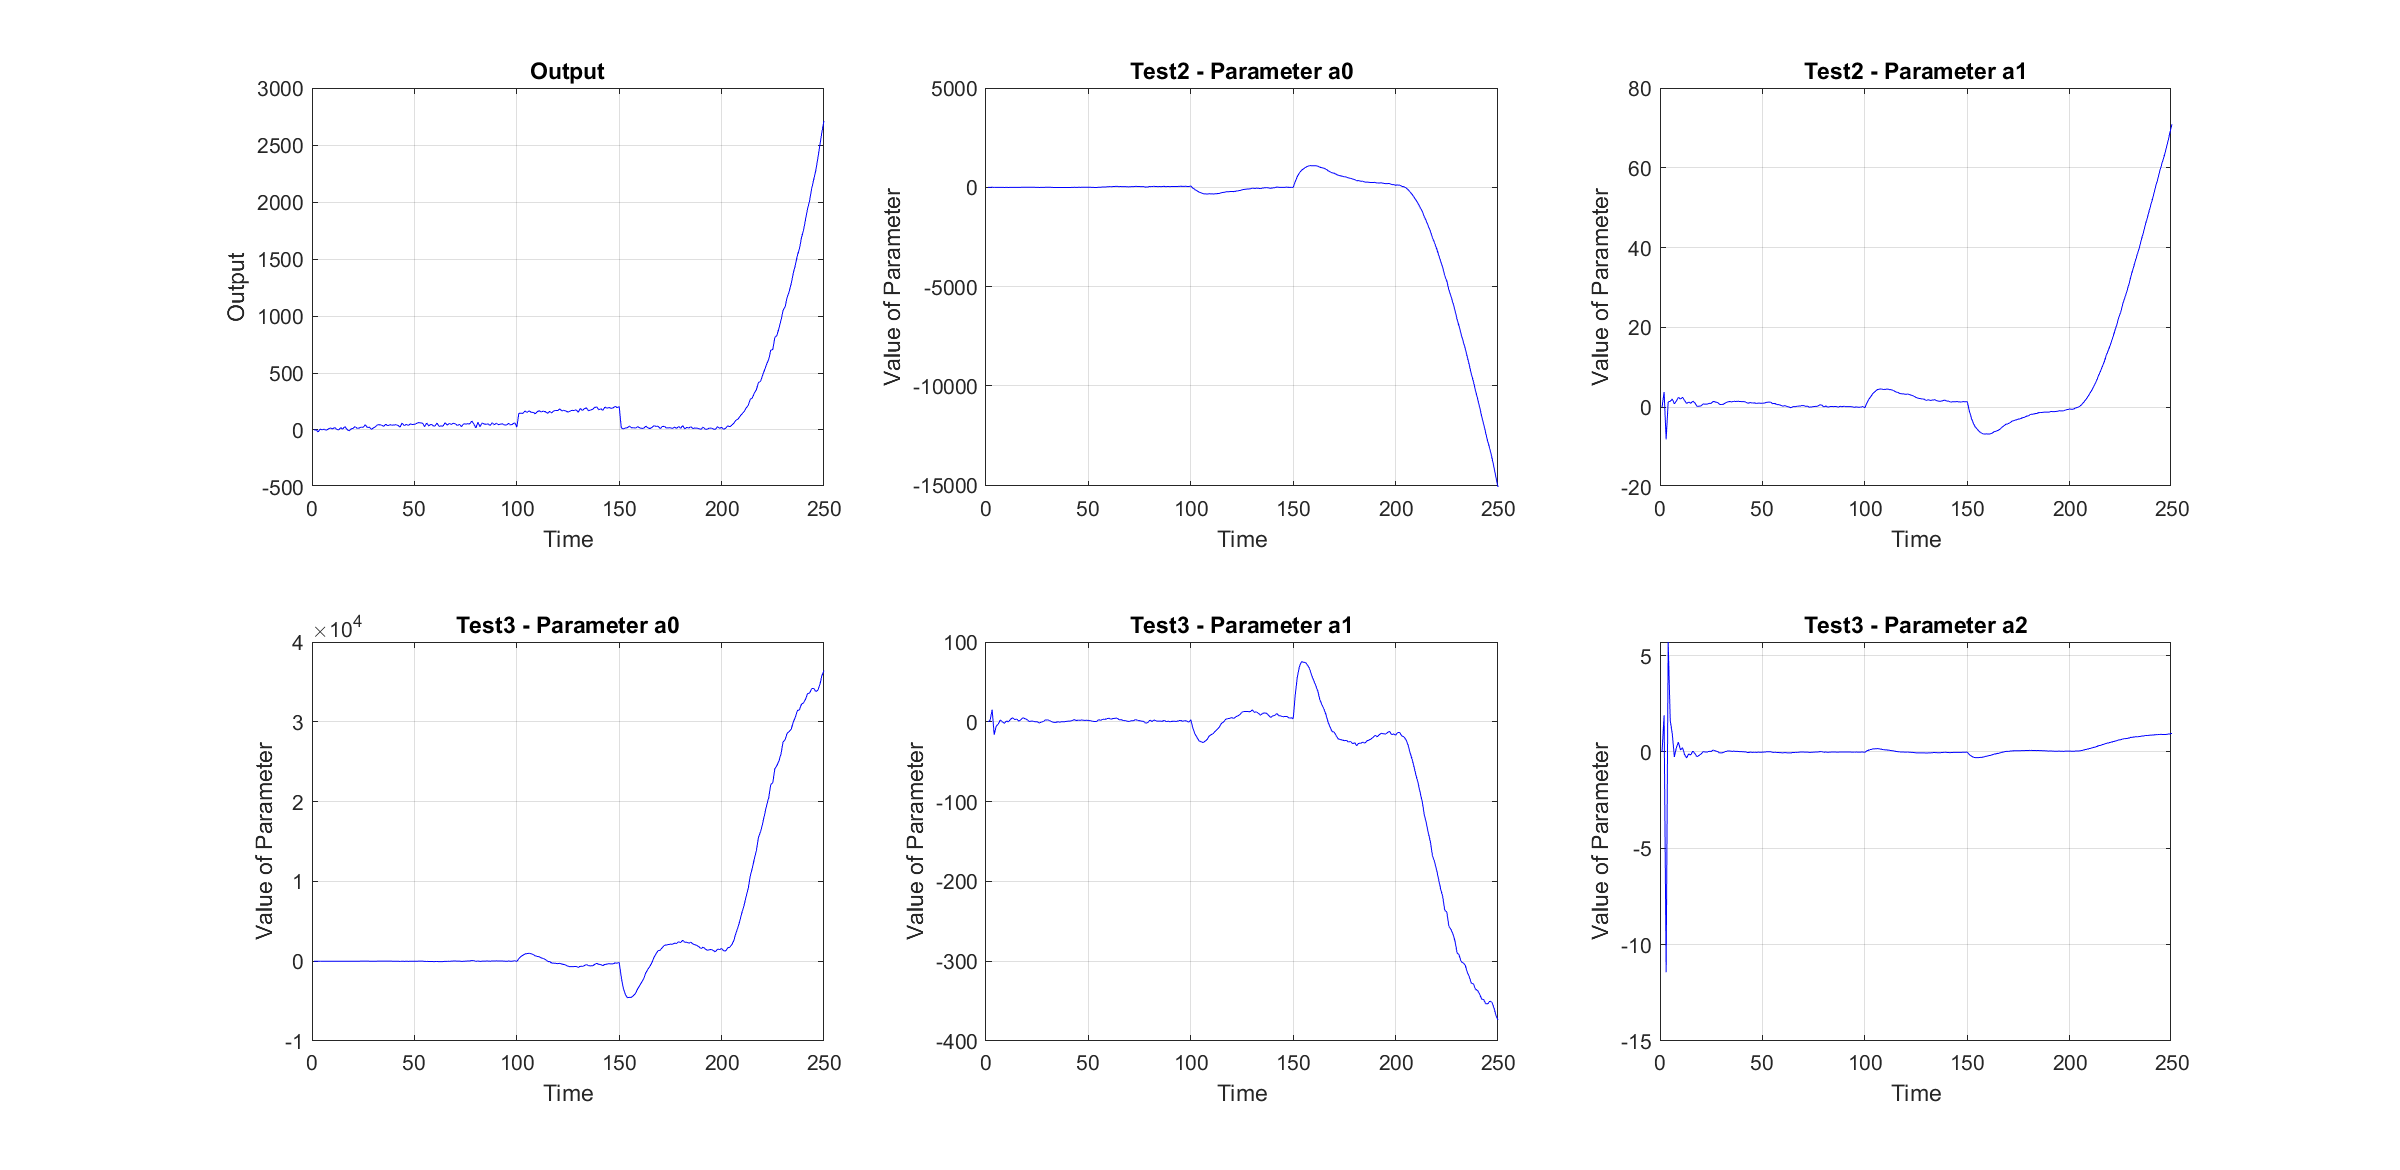 Output
3000
2500
2000
1500
1000
500
0
-500
Output
0 50 100 150 200 250
Time
Test2 - Parameter a0
5000
0
-5000
-10000
-15000
Value of Parameter
0 50 100 150 200 250
Time
Test2 - Parameter a1
80
60
40
20
0
-20
Value of Parameter
0 50 100 150 200 250
Time
Test3 - Parameter a0
×10⁴
4
3
2
1
0
-1
Value of Parameter
0 50 100 150 200 250
Time
Test3 - Parameter a1
100
0
-100
-200
-300
-400
Value of Parameter
0 50 100 150 200 250
Time
Test3 - Parameter a2
5
0
-5
-10
-15
Value of Parameter
0 50 100 150 200 250
Time